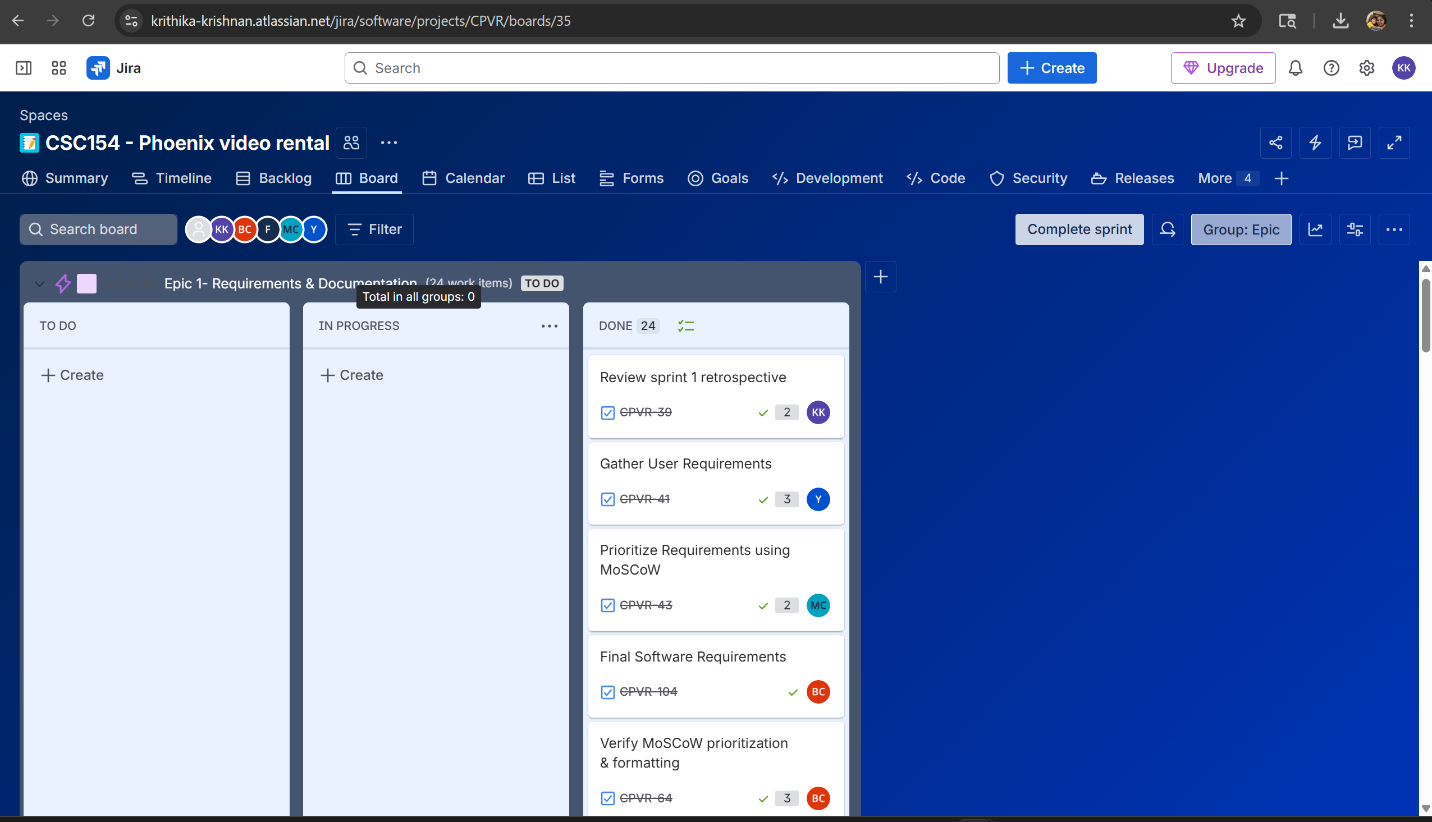 krithika-krishnan.atlassian.net/jira/software/projects/CPVR/boards/35
Jira
Search
Create
Upgrade
KK
Spaces
CSC154 - Phoenix video rental
Summary
Timeline
Backlog
Board
Calendar
List
Forms
Goals
Development
Code
Security
Releases
More 4
Search board
KK BC F MC Y
Filter
Complete sprint
Group: Epic
Epic 1- Requirements & Documentation (24 work items) TO DO
Total in all groups: 0
TO DO
IN PROGRESS
DONE 24
Create
Create
Review sprint 1 retrospective
CPVR-39 2 KK
Gather User Requirements
CPVR-41 3 Y
Prioritize Requirements using
MoSCoW
CPVR-43 2 MC
Final Software Requirements
CPVR-104 BC
Verify MoSCoW prioritization
& formatting
CPVR-64 3 BC